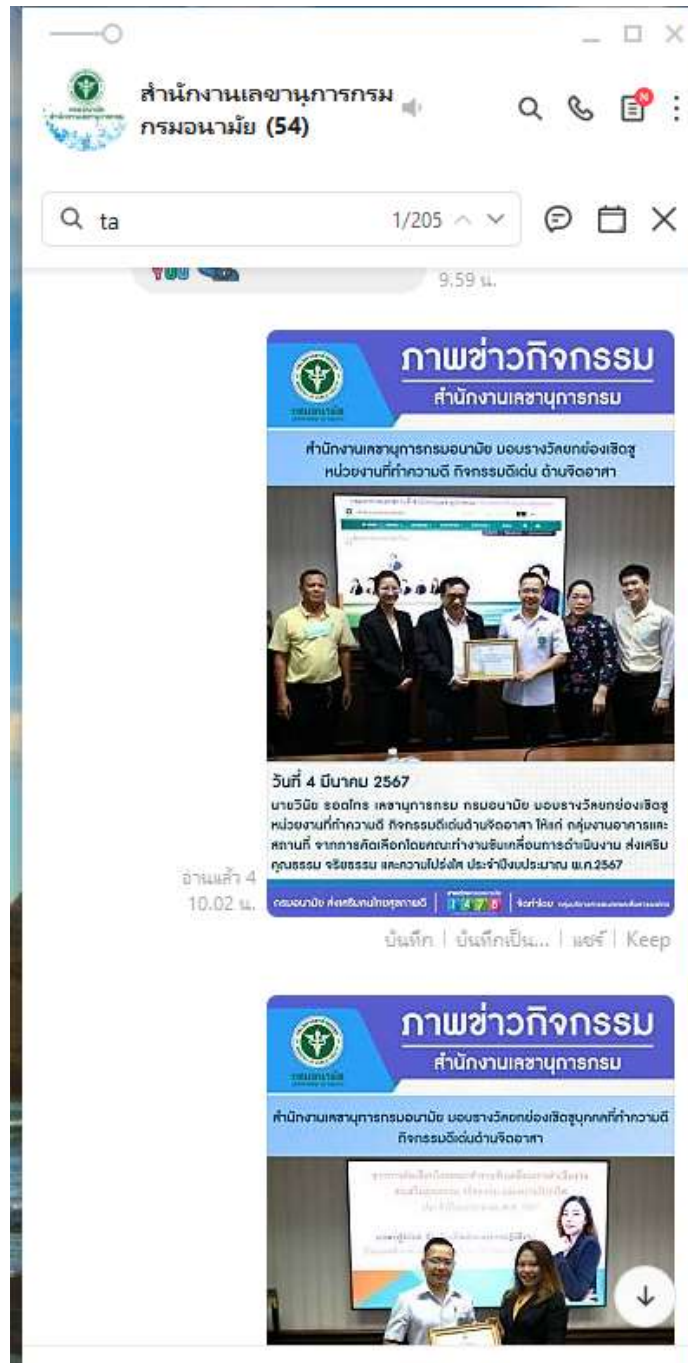 สำนักงานเลขานุการกรม
กรมอนามัย (54)
ta
1/205
9.59 น.
ภาพข่าวกิจกรรม
สำนักงานเลขานุการกรม
กรมอนามัย
สำนักงานเลขานุการกรมอนามัย มอบรางวัลยกย่องเชิดชู
หน่วยงานที่ทำความดี กิจกรรมดีเด่น ด้านจิตอาสา
วันที่ 4 มีนาคม 2567
นายวินัย รอดไทร เลขานุการกรม กรมอนามัย มอบรางวัลยกย่องเชิดชู
หน่วยงานที่ทำความดี กิจกรรมดีเด่นด้านจิตอาสา ให้แก่ กลุ่มงานอาคารและ
สถานที่ จากการคัดเลือกโดยคณะทำงานขับเคลื่อนการดำเนินงาน ส่งเสริม
คุณธรรม จริยธรรม และความโปร่งใส ประจำปีงบประมาณ พ.ศ.2567
กรมอนามัย ส่งเสริมคนไทยสุขภาพดี 1478 จัดทำโดย
อ่านแล้ว 4
10.02 น.
บันทึก | บันทึกเป็น... | แชร์ | Keep
ภาพข่าวกิจกรรม
สำนักงานเลขานุการกรม
กรมอนามัย
สำนักงานเลขานุการกรมอนามัย มอบรางวัลยกย่องเชิดชูบุคคลที่ทำความดี
กิจกรรมดีเด่นด้านจิตอาสา